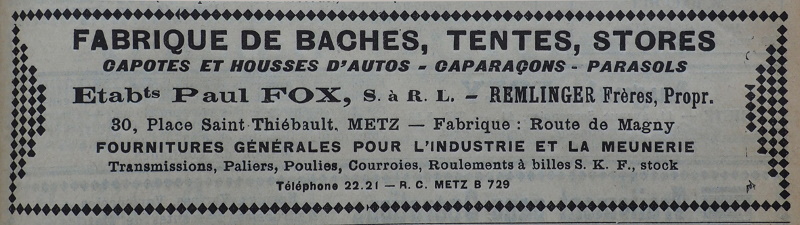 FABRIQUE DE BACHES, TENTES, STORES
CAPOTES ET HOUSSES D'AUTOS - CAPARAÇONS - PARASOLS
Etabts Paul FOX, S. à R. L. - REMLINGER Frères, Propr.
30, Place Saint-Thiébault. METZ — Fabrique : Route de Magny
FOURNITURES GÉNÉRALES POUR L'INDUSTRIE ET LA MEUNERIE
Transmissions, Paliers, Poulies, Courroies, Roulements à billes S. K. F., stock
Téléphone 22.21 — R. C. METZ B 729